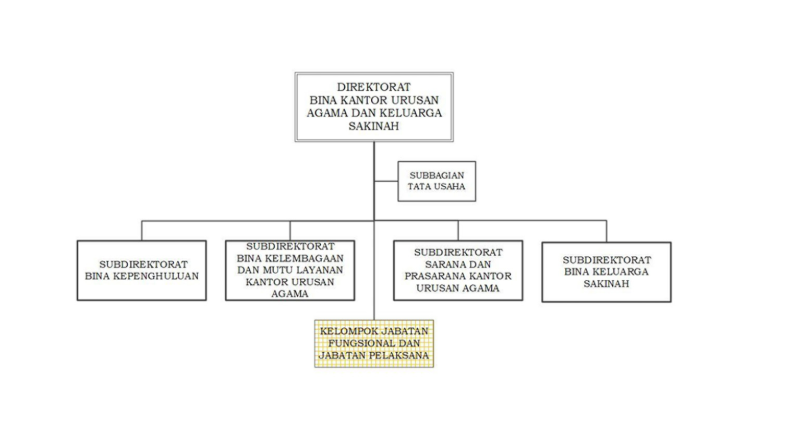 DIREKTORAT
BINA KANTOR URUSAN
AGAMA DAN KELUARGA
SAKINAH
SUBBAGIAN
TATA USAHA
SUBDIREKTORAT
BINA KEPENGHULUAN
SUBDIREKTORAT
BINA KELEMBAGAAN
DAN MUTU LAYANAN
KANTOR URUSAN
AGAMA
SUBDIREKTORAT
SARANA DAN
PRASARANA KANTOR
URUSAN AGAMA
SUBDIREKTORAT
BINA KELUARGA
SAKINAH
KELOMPOK JABATAN
FUNGSIONAL DAN
JABATAN PELAKSANA